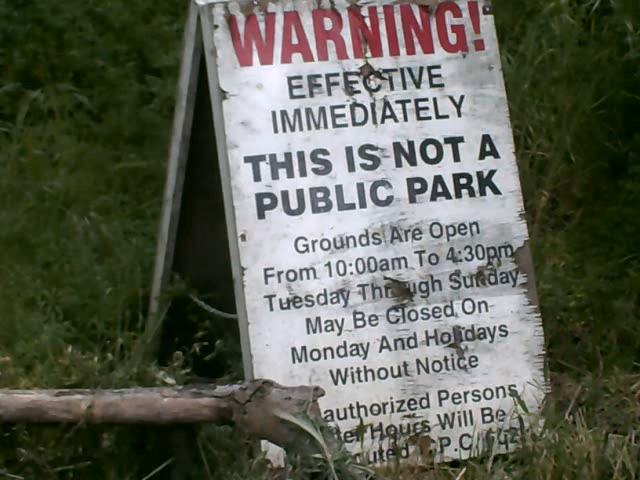 WARNING!
EFFECTIVE
IMMEDIATELY
THIS IS NOT A
PUBLIC PARK
Grounds Are Open
From 10:00am To 4:30pm
Tuesday Through Sunday
May Be Closed On
Monday And Holidays
Without Notice
authorized Persons
Hours Will Be
P.C.